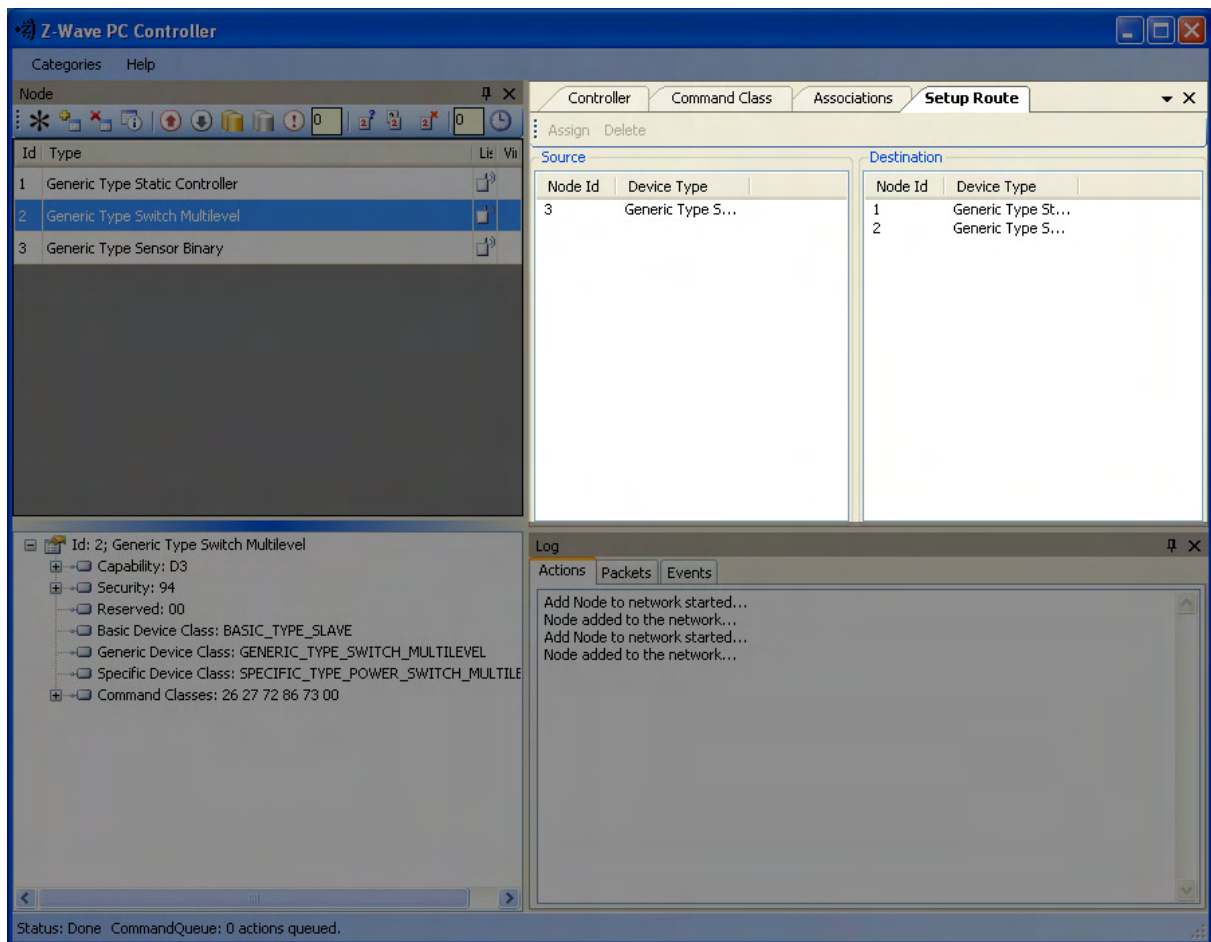 Z-Wave PC Controller
Categories Help
Node
0 0
Id Type Lis Vii
1 Generic Type Static Controller
2 Generic Type Switch Multilevel
3 Generic Type Sensor Binary
Controller Command Class Associations Setup Route
Assign Delete
Source
Node Id Device Type
3 Generic Type S...
Destination
Node Id Device Type
1 Generic Type St...
2 Generic Type S...
Id: 2; Generic Type Switch Multilevel
Capability: D3
Security: 94
Reserved: 00
Basic Device Class: BASIC_TYPE_SLAVE
Generic Device Class: GENERIC_TYPE_SWITCH_MULTILEVEL
Specific Device Class: SPECIFIC_TYPE_POWER_SWITCH_MULTILE
Command Classes: 26 27 72 86 73 00
Log
Actions Packets Events
Add Node to network started...
Node added to the network...
Add Node to network started...
Node added to the network...
Status: Done CommandQueue: 0 actions queued.